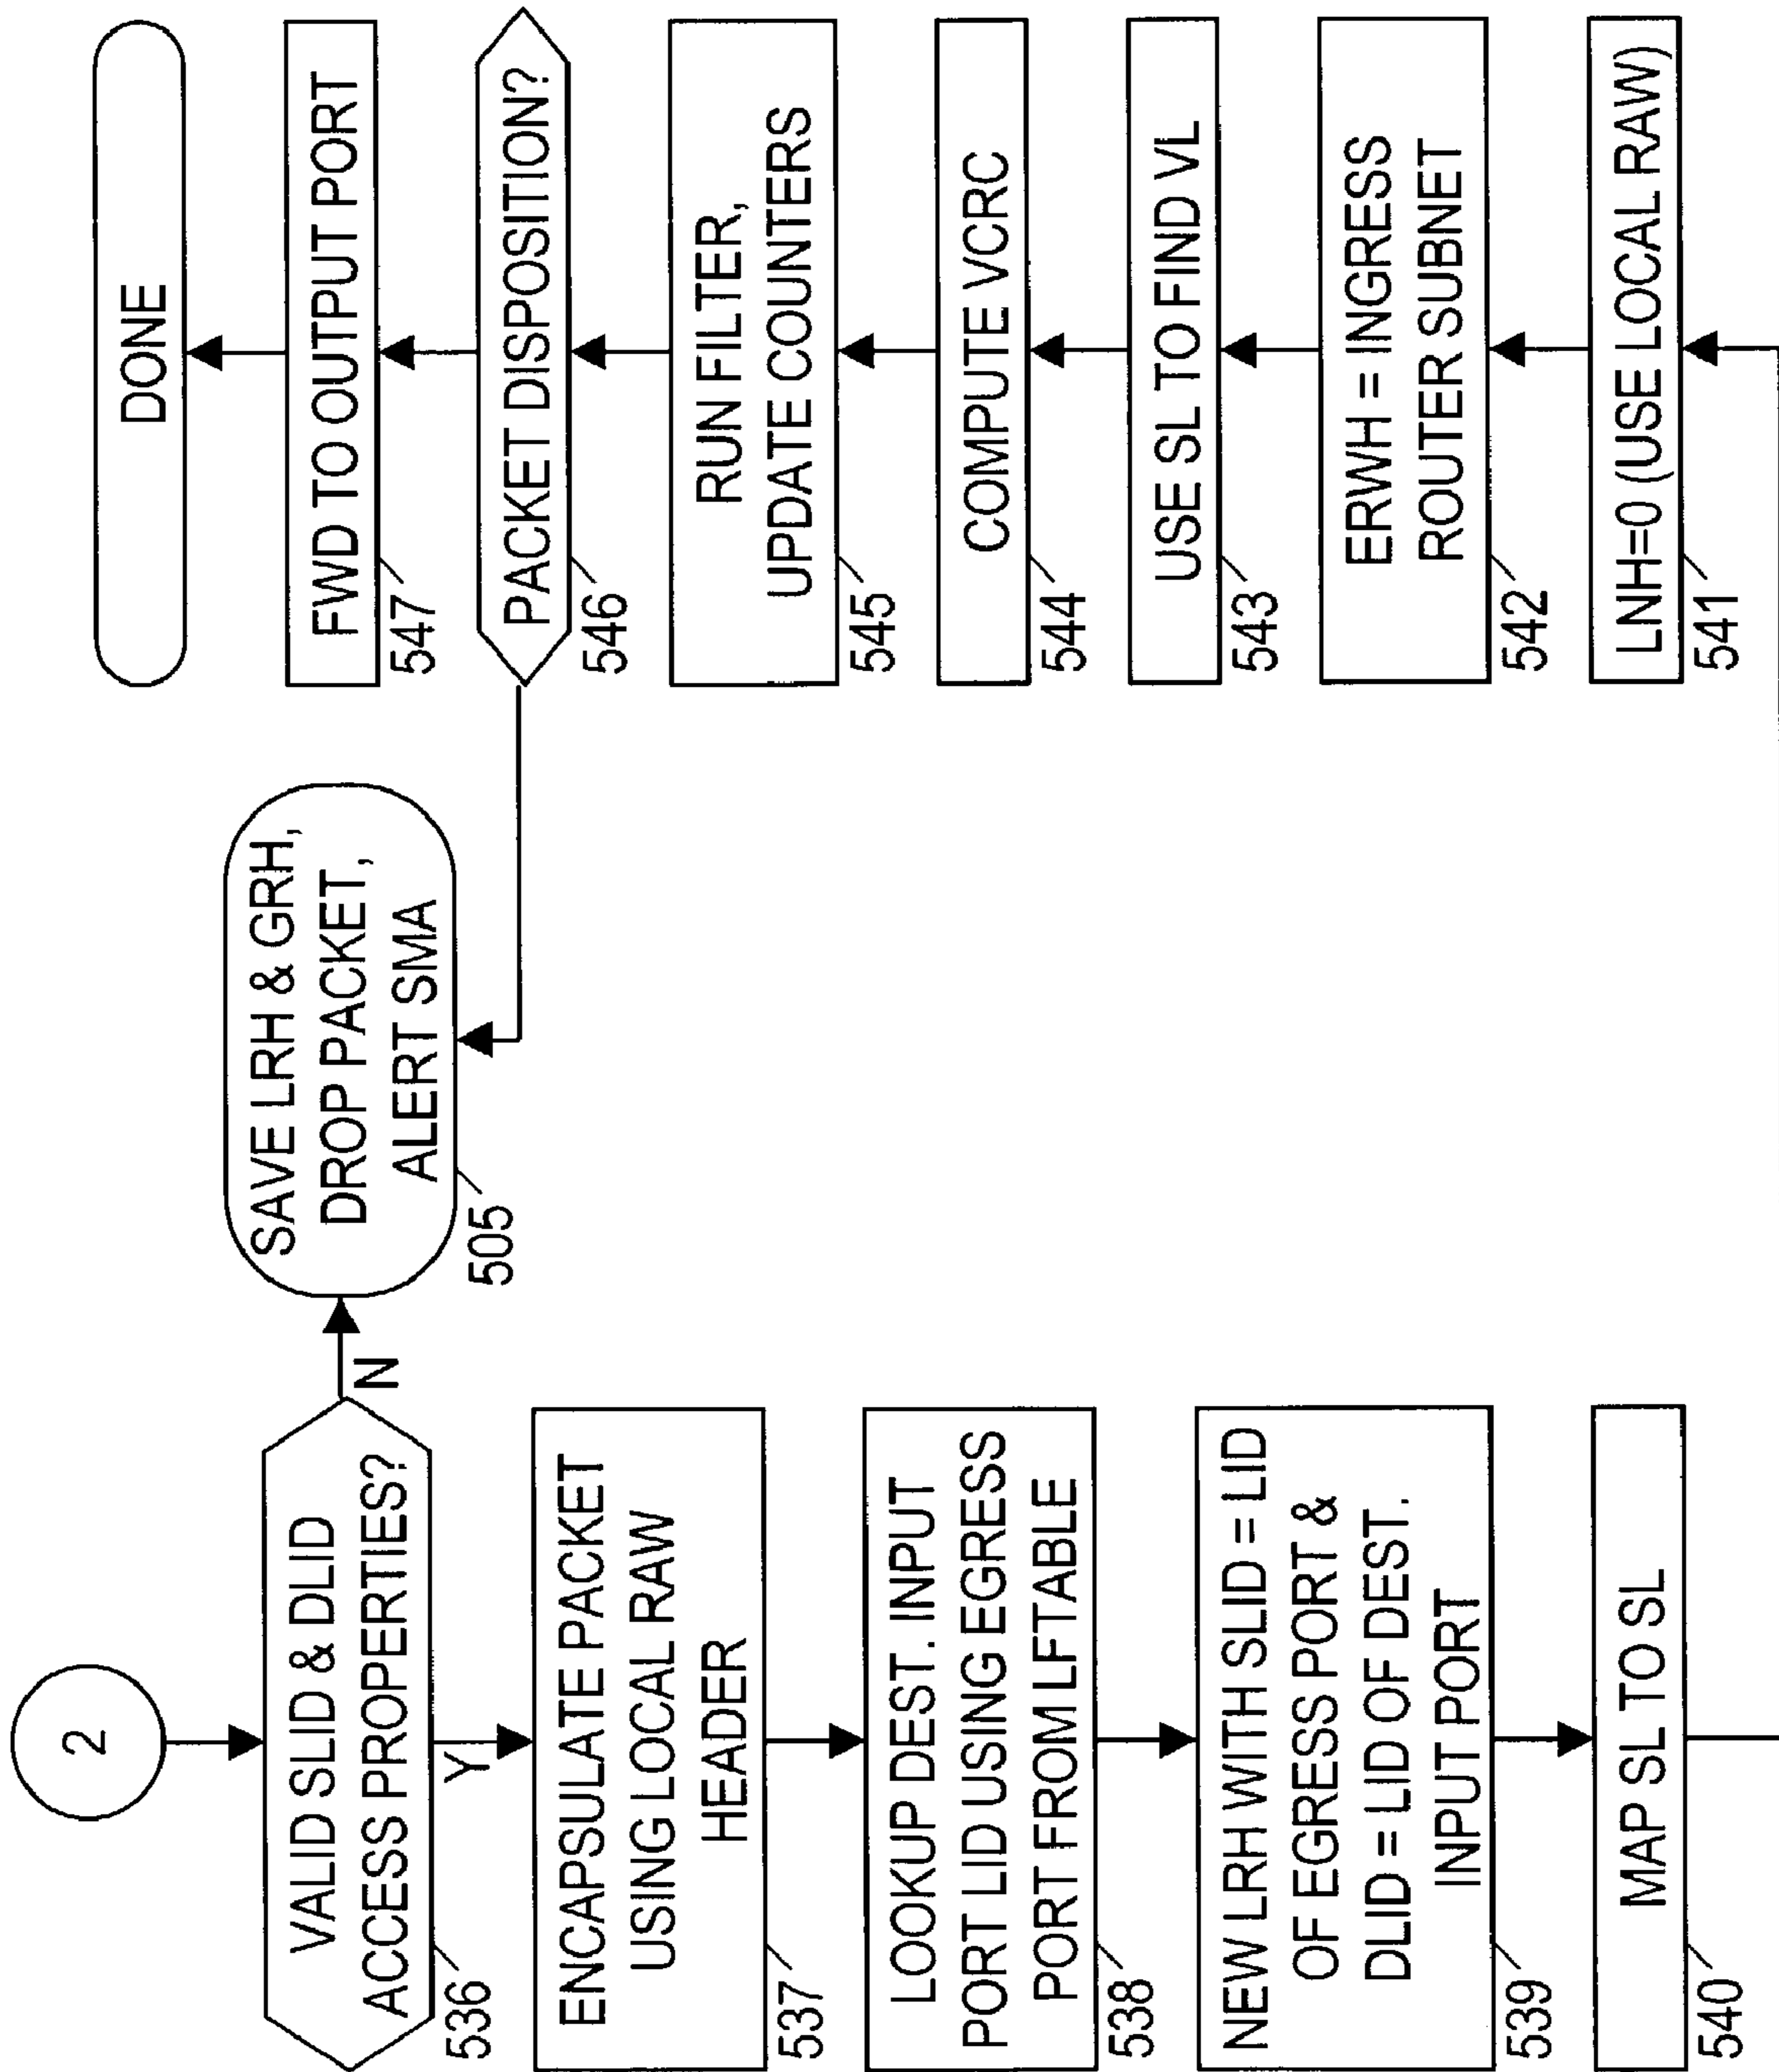 2
VALID SLID & DLID
ACCESS PROPERTIES?
536
N
Y
SAVE LRH & GRH,
DROP PACKET,
ALERT SMA
505
ENCAPSULATE PACKET
USING LOCAL RAW
HEADER
537
LOOKUP DEST. INPUT
PORT LID USING EGRESS
PORT FROM LFTABLE
538
NEW LRH WITH SLID = LID
OF EGRESS PORT &
DLID = LID OF DEST.
INPUT PORT
539
MAP SL TO SL
540
LNH=0 (USE LOCAL RAW)
541
ERWH = INGRESS
ROUTER SUBNET
542
USE SL TO FIND VL
543
COMPUTE VCRC
544
RUN FILTER,
UPDATE COUNTERS
545
PACKET DISPOSITION?
546
FWD TO OUTPUT PORT
547
DONE